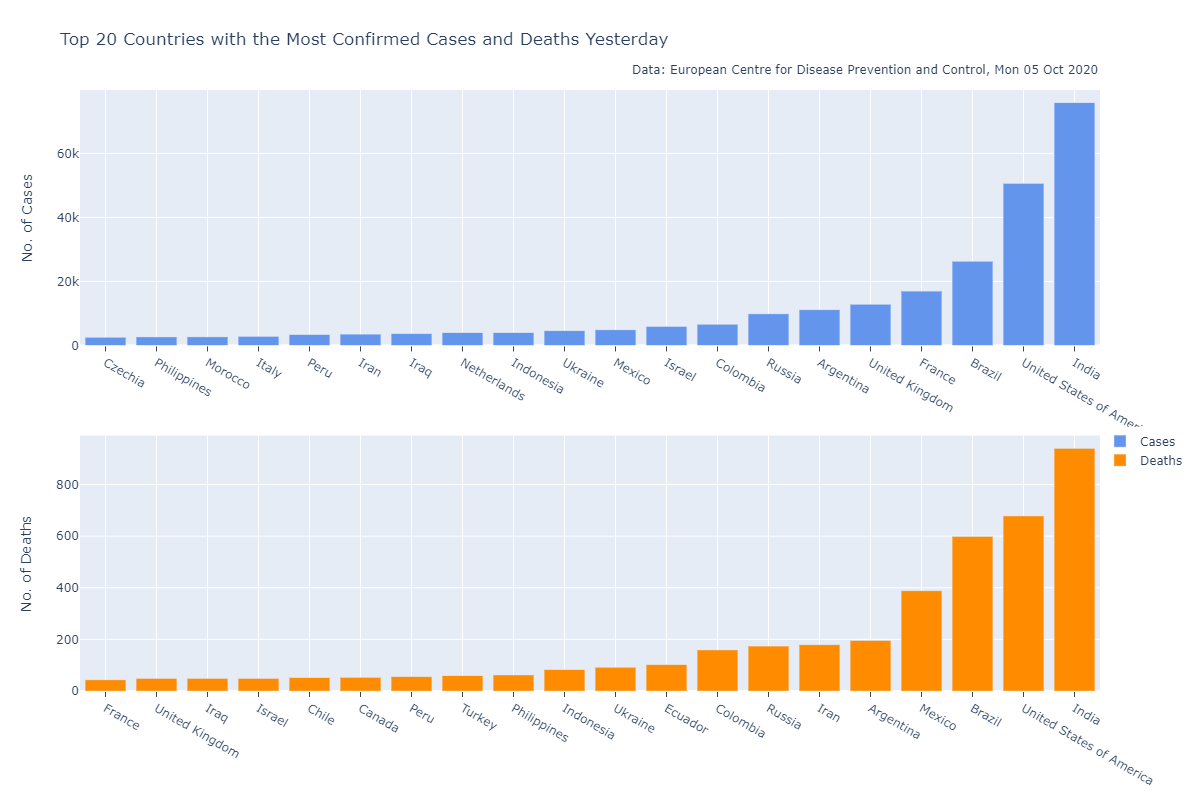 Top 20 Countries with the Most Confirmed Cases and Deaths Yesterday
Data: European Centre for Disease Prevention and Control, Mon 05 Oct 2020
No. of Cases
60k
40k
20k
0
Czechia
Philippines
Morocco
Italy
Peru
Iran
Iraq
Netherlands
Indonesia
Ukraine
Mexico
Israel
Colombia
Russia
Argentina
United Kingdom
France
Brazil
United States of Ameri
India
Cases
Deaths
No. of Deaths
800
600
400
200
0
France
United Kingdom
Iraq
Israel
Chile
Canada
Peru
Turkey
Philippines
Indonesia
Ukraine
Ecuador
Colombia
Russia
Iran
Argentina
Mexico
Brazil
United States of America
India